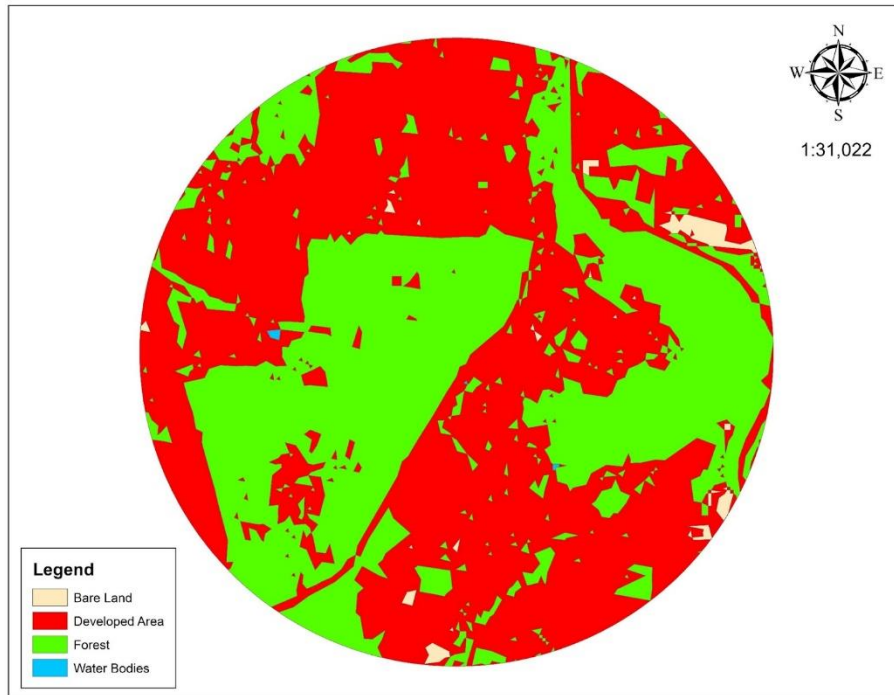 N
W E
S
1:31,022
Legend
Bare Land
Developed Area
Forest
Water Bodies